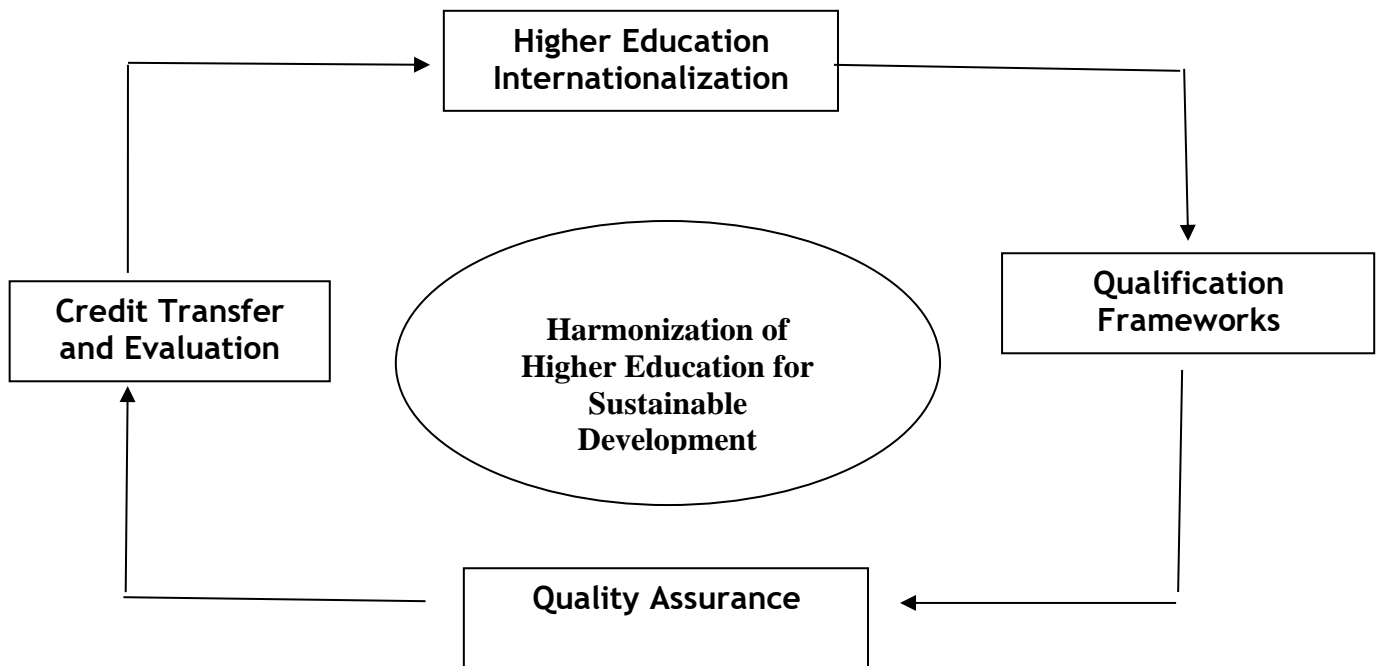 Higher Education
Internationalization
Credit Transfer
and Evaluation
Qualification
Frameworks
Harmonization of
Higher Education for
Sustainable
Development
Quality Assurance